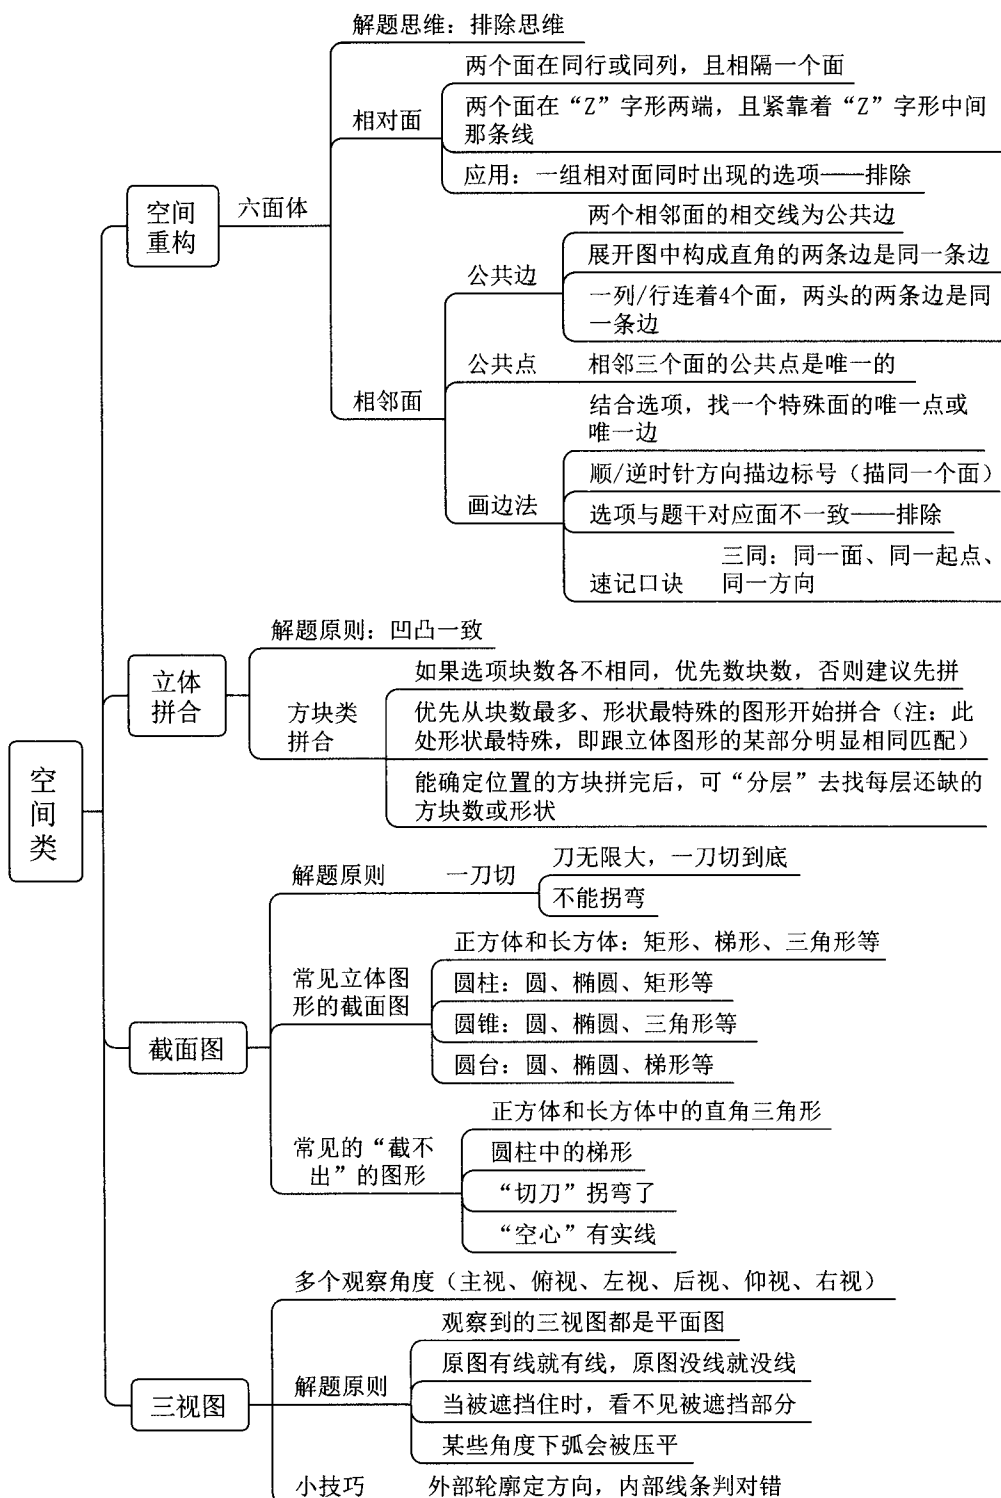 解题思维：排除思维
两个面在同行或同列，且相隔一个面
两个面在“Z”字形两端，且紧靠着“Z”字形中间
那条线
相对面
应用：一组相对面同时出现的选项——排除
空间
重构
六面体
两个相邻面的相交线为公共边
展开图中构成直角的两条边是同一条边
公共边
一列/行连着4个面，两头的两条边是同
一条边
公共点
相邻三个面的公共点是唯一的
相邻面
结合选项，找一个特殊面的唯一点或
唯一边
顺/逆时针方向描边标号（描同一个面）
画边法
选项与题干对应面不一致——排除
三同：同一面、同一起点、
速记口诀
同一方向
解题原则：凹凸一致
立体
拼合
如果选项块数各不相同，优先数块数，否则建议先拼
方块类
拼合
优先从块数最多、形状最特殊的图形开始拼合（注：此
处形状最特殊，即跟立体图形的某部分明显相同匹配）
能确定位置的方块拼完后，可“分层”去找每层还缺的
方块数或形状
空
间
类
解题原则
一刀切
刀无限大，一刀切到底
不能拐弯
正方体和长方体：矩形、梯形、三角形等
常见立体图
形的截面图
圆柱：圆、椭圆、矩形等
圆锥：圆、椭圆、三角形等
圆台：圆、椭圆、梯形等
截面图
正方体和长方体中的直角三角形
常见的“截不
出”的图形
圆柱中的梯形
“切刀”拐弯了
“空心”有实线
多个观察角度（主视、俯视、左视、后视、仰视、右视）
观察到的三视图都是平面图
原图有线就有线，原图没线就没线
解题原则
三视图
当被遮挡住时，看不见被遮挡部分
某些角度下弧会被压平
小技巧
外部轮廓定方向，内部线条判对错